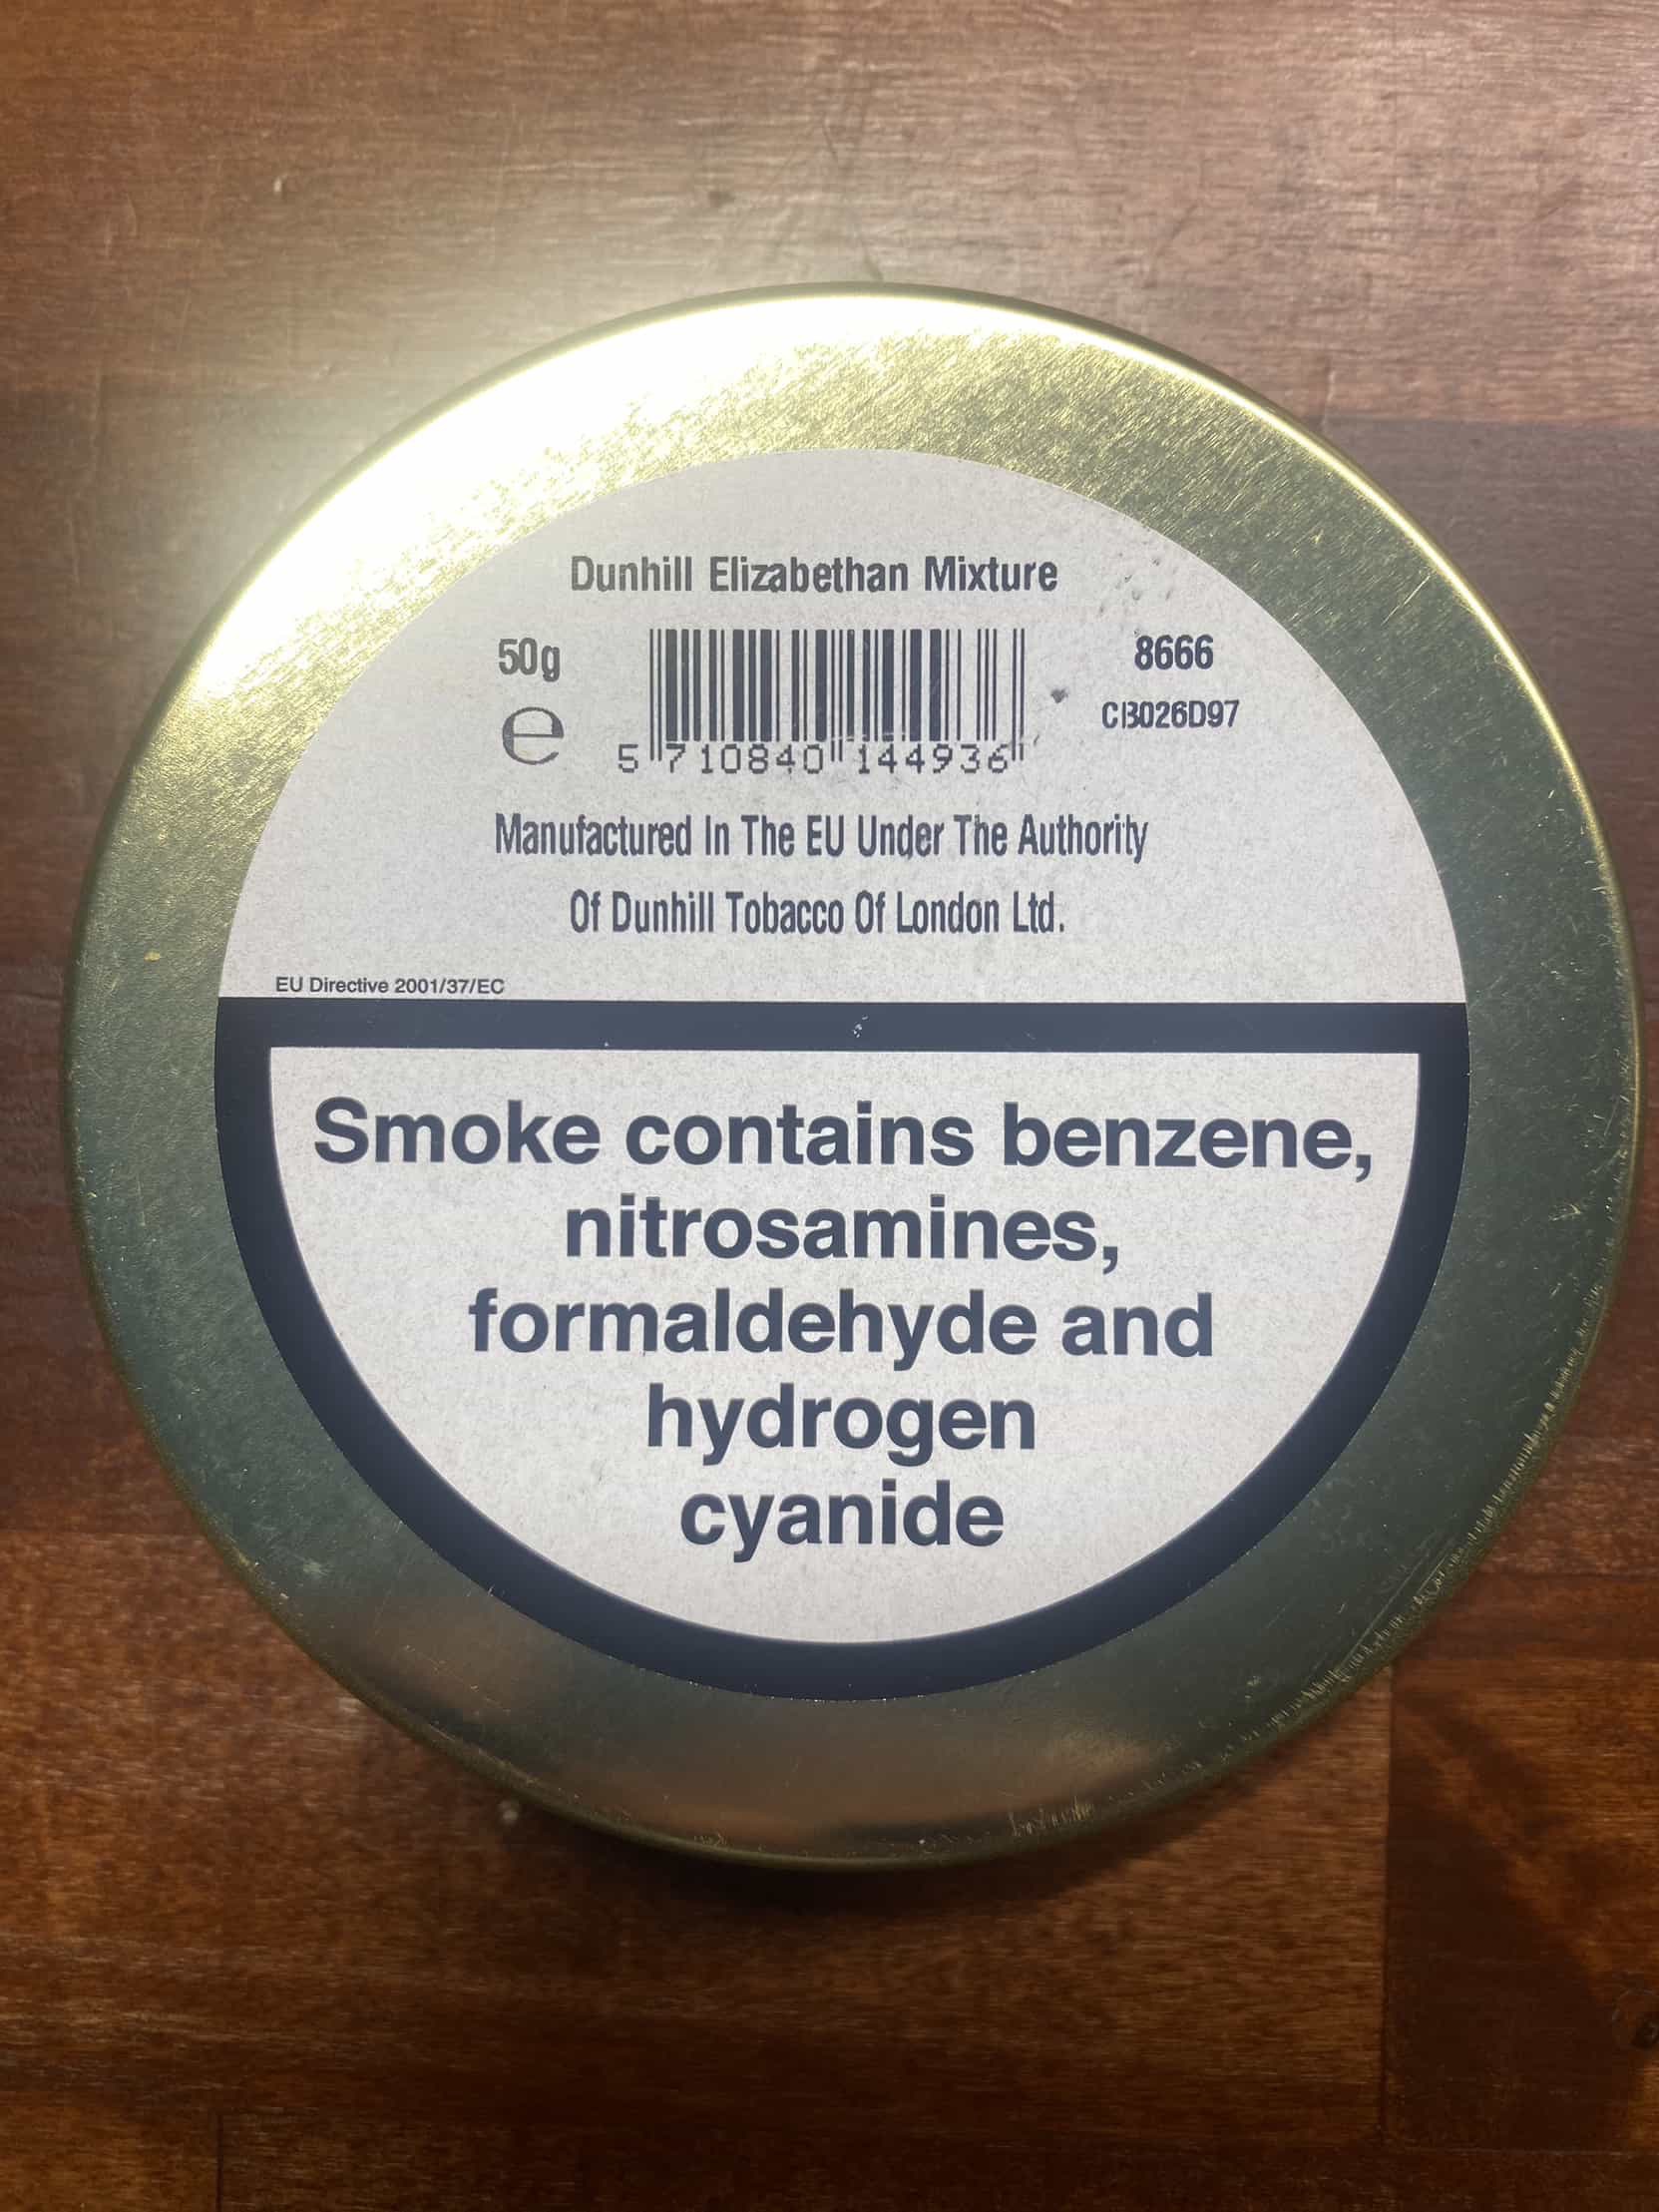 Dunhill Elizabethan Mixture
50g
8666
e
CB026D97
5 710840 144936
Manufactured In The EU Under The Authority
Of Dunhill Tobacco Of London Ltd.
EU Directive 2001/37/EC
Smoke contains benzene,
nitrosamines,
formaldehyde and
hydrogen
cyanide